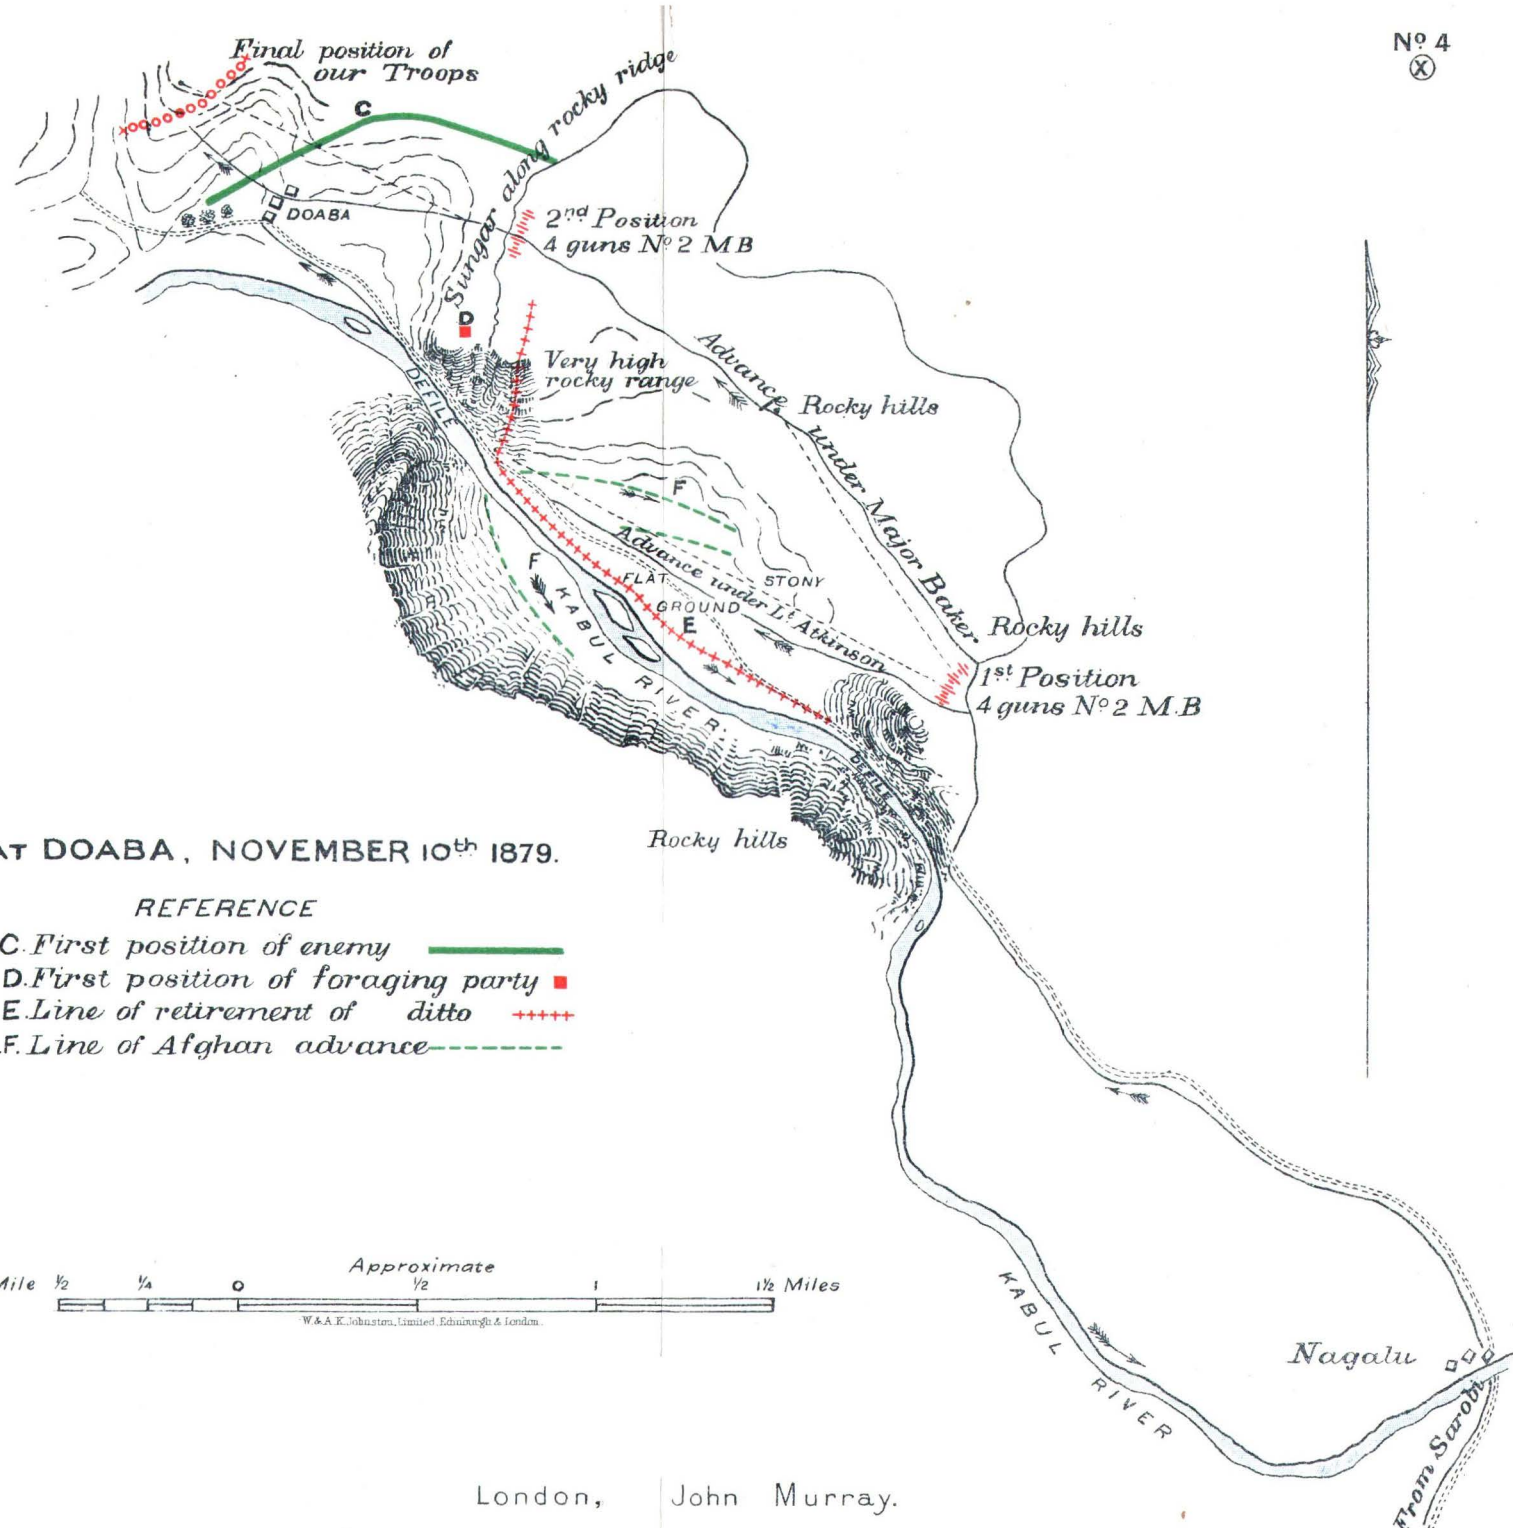 Nº 4
X
Final position of
our Troops
C
Sungar along rocky ridge
DOABA
2nd Position
4 guns Nº 2 M B
D
Very high
rocky range
DEFILE
Advance under Major Baker
Rocky hills
F
Advance under Lt Atkinson
STONY
F
FLAT
GROUND
E
KABUL RIVER
Rocky hills
1st Position
4 guns Nº 2 M.B
DEFILE
Rocky hills
AT DOABA, NOVEMBER 10th 1879.
REFERENCE
C. First position of enemy
D. First position of foraging party
E. Line of retirement of ditto
F. Line of Afghan advance
Approximate
Mile ½ ¼ 0 ½ 1 1½ Miles
W. & A. K. Johnston, Limited, Edinburgh & London.
KABUL RIVER
Nagalu
From Sarobi
London, John Murray.